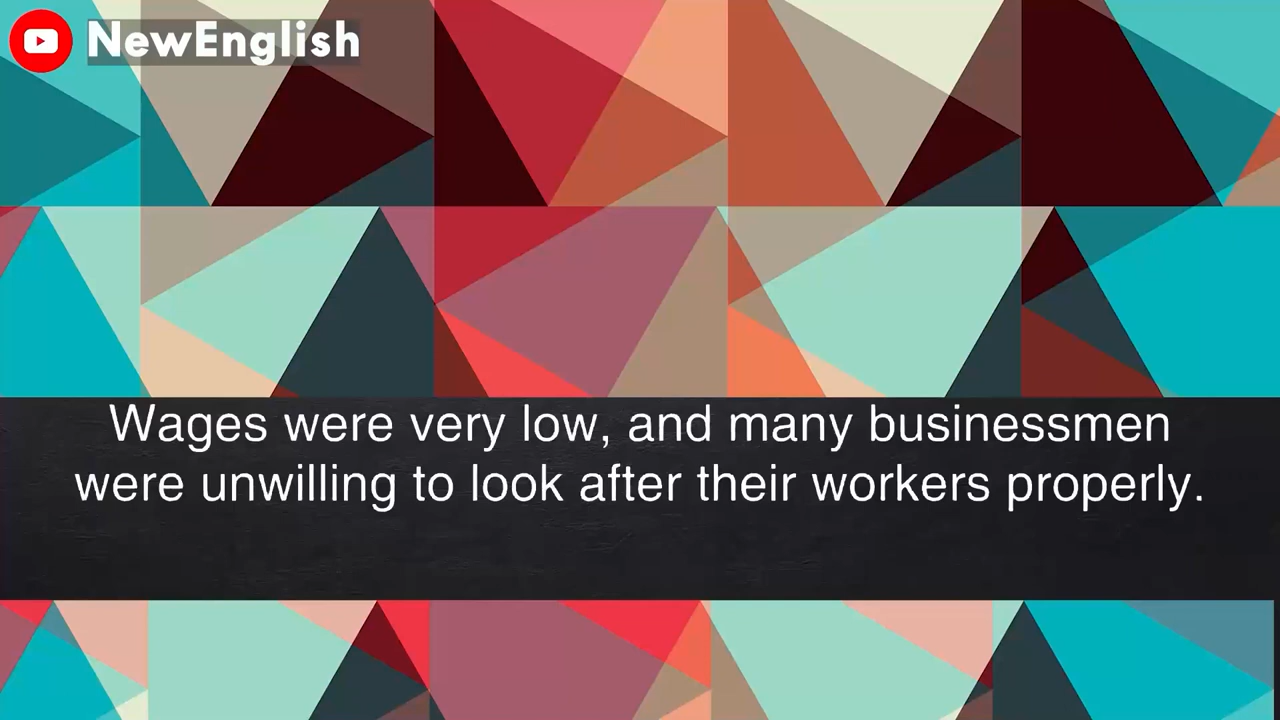 NewEnglish
Wages were very low, and many businessmen
were unwilling to look after their workers properly.